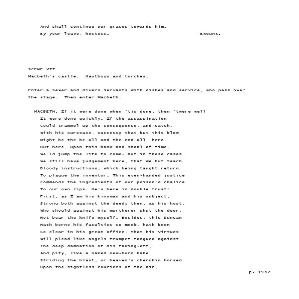 And shall continue our graces towards him.
By your leave, hostess. Exeunt.
Scene VII
Macbeth's castle. Hautboys and torches.
Enter a Sewer and divers Servants with dishes and service, who pass over
the stage. Then enter Macbeth.
MACBETH. If it were done when 'tis done, then 'twere well
It were done quickly. If the assassination
Could trammel up the consequence, and catch,
With his surcease, success; that but this blow
Might be the be-all and the end-all -here,
But here, upon this bank and shoal of time,
We'ld jump the life to come. But in these cases
We still have judgement here, that we but teach
Bloody instructions, which being taught return
To plague the inventor. This even-handed justice
Commends the ingredients of our poison'd chalice
To our own lips. He's here in double trust:
First, as I am his kinsman and his subject,
Strong both against the deed; then, as his host,
Who should against his murtherer shut the door,
Not bear the knife myself. Besides, this Duncan
Hath borne his faculties so meek, hath been
So clear in his great office, that his virtues
Will plead like angels trumpet-tongued against
The deep damnation of his taking-off,
And pity, like a naked new-born babe
Striding the blast, or heaven's cherubin horsed
Upon the sightless couriers of the air,